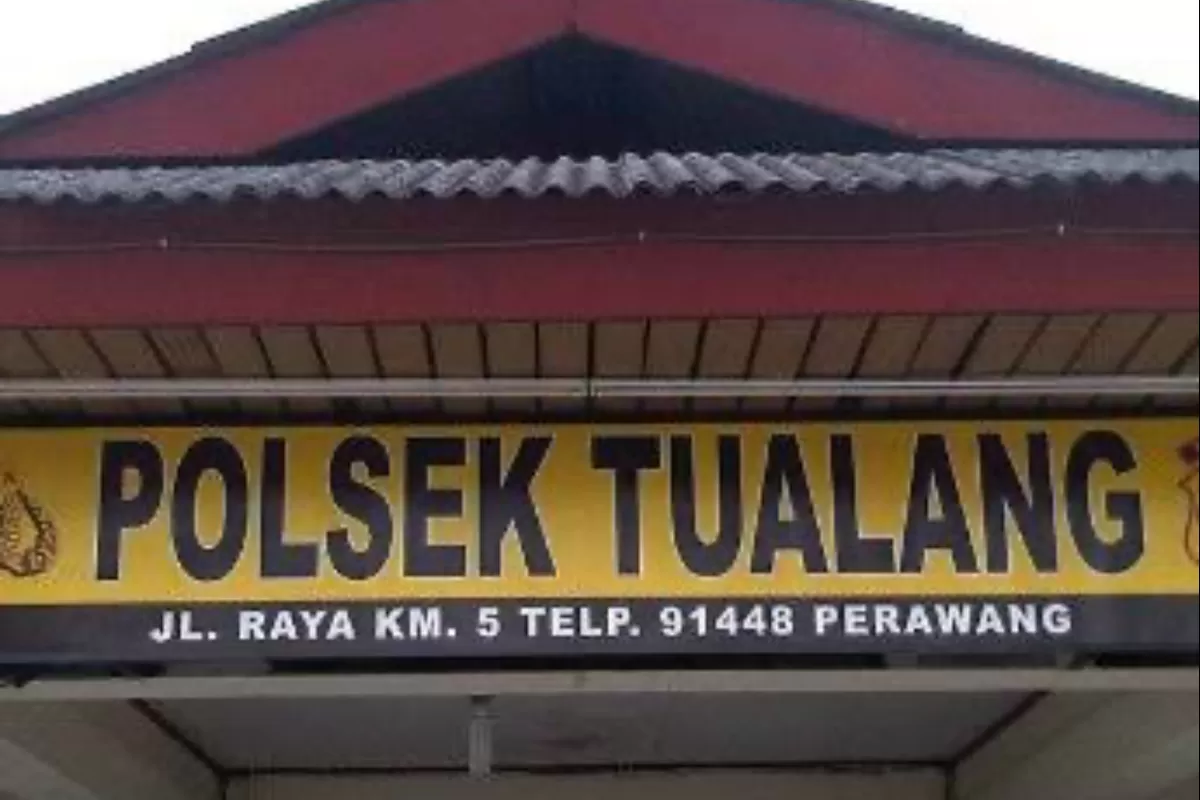 POLSEK TUALANG
JL. RAYA KM. 5 TELP. 91448 PERAWANG